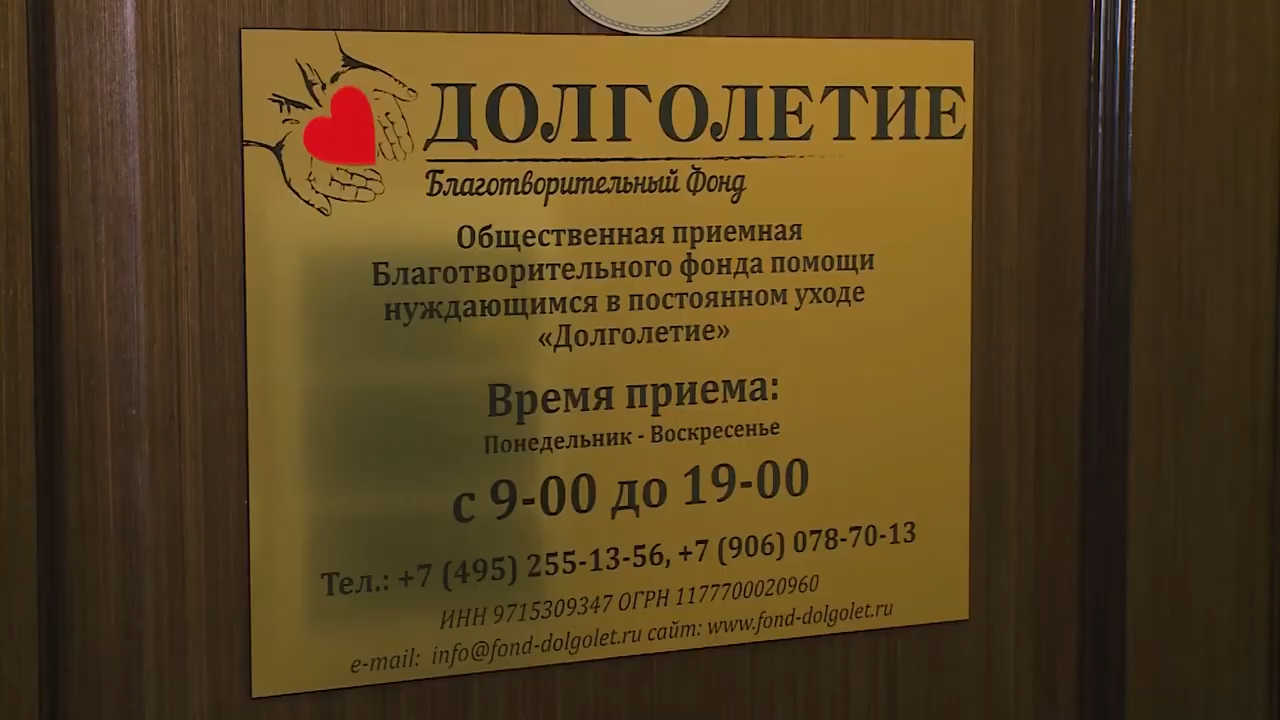 ДОЛГОЛЕТИЕ
Благотворительный Фонд
Общественная приемная
Благотворительного фонда помощи
нуждающимся в постоянном уходе
«Долголетие»
Время приема:
Понедельник - Воскресенье
с 9-00 до 19-00
Тел.: +7 (495) 255-13-56, +7 (906) 078-70-13
ИНН 9715309347 ОГРН 1177700020960
e-mail: info@fond-dolgolet.ru сайт: www.fond-dolgolet.ru